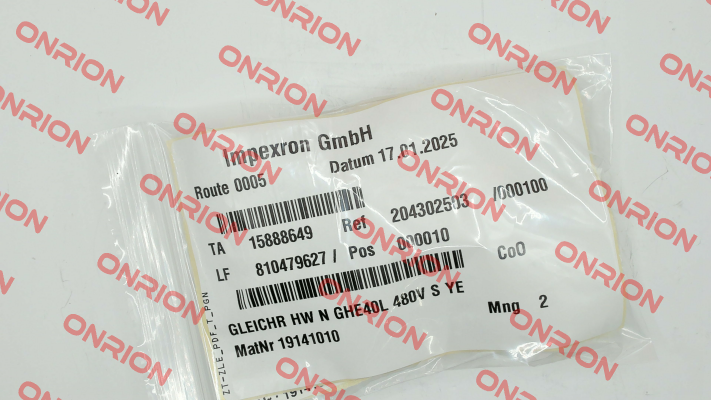 Impexron GmbH
Route 0005
Datum 17.01.2025
TA 15888649 Ref 204302503 /000100
LF 810479627 / Pos 000010 CoO
GLEICHR HW N GHE40L 480V S YE
MatNr 19141010
Mng 2
ZT-ZLE_PDF_T_PGN
ONRION